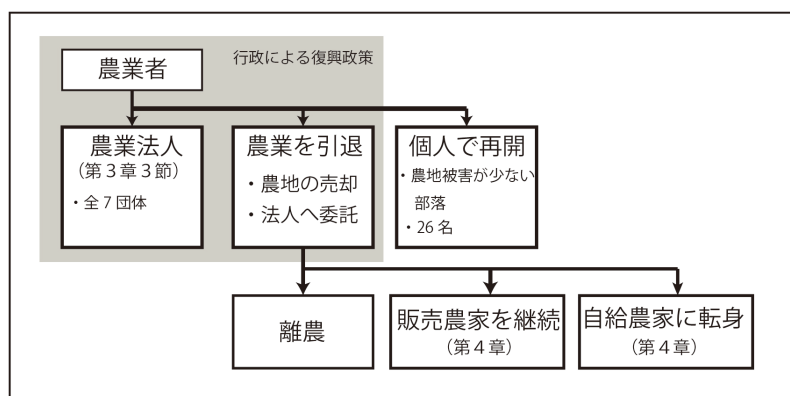 行政による復興政策
農業者
農業法人
（第３章３節）
・全７団体
農業を引退
・農地の売却
・法人へ委託
個人で再開
・農地被害が少ない
部落
・26 名
離農
販売農家を継続
（第４章）
自給農家に転身
（第４章）